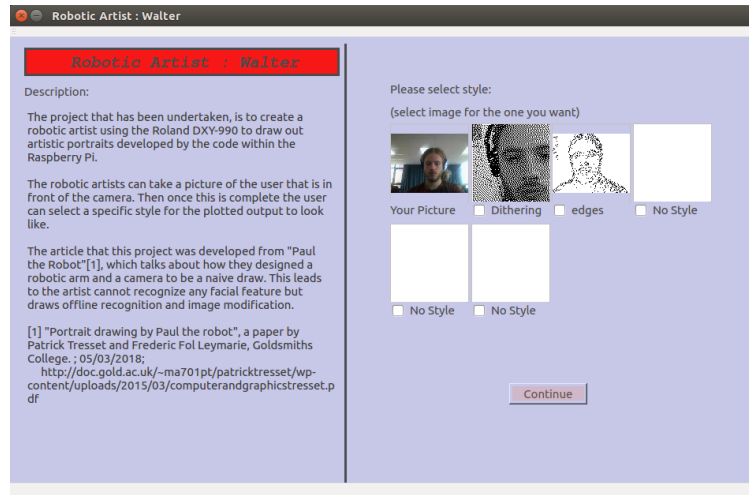 Robotic Artist : Walter
Robotic Artist : Walter
Description:
The project that has been undertaken, is to create a
robotic artist using the Roland DXY-990 to draw out
artistic portraits developed by the code within the
Raspberry Pi.
The robotic artists can take a picture of the user that is in
front of the camera. Then once this is complete the user
can select a specific style for the plotted output to look
like.
The article that this project was developed from "Paul
the Robot"[1], which talks about how they designed a
robotic arm and a camera to be a naive draw. This leads
to the artist cannot recognize any facial feature but
draws offline recognition and image modification.
[1] "Portrait drawing by Paul the robot", a paper by
Patrick Tresset and Frederic Fol Leymarie, Goldsmiths
College. ; 05/03/2018;
http://doc.gold.ac.uk/~ma701pt/patricktresset/wp-
content/uploads/2015/03/computerandgraphicstresset.p
df
Please select style:
(select image for the one you want)
Your Picture
Dithering
edges
No Style
No Style
No Style
Continue